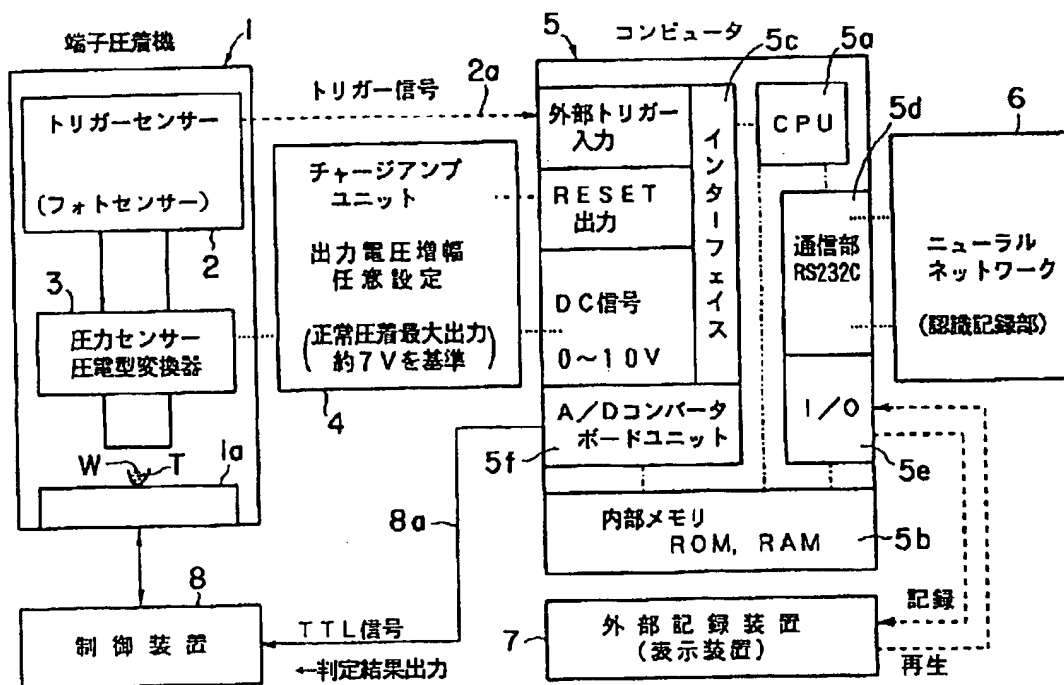 端子圧着機
1
トリガーセンサー
(フォトセンサー)
2
3
圧力センサー
圧電型変換器
W
T
1a
8
制御装置
トリガー信号
2a
チャージアンプ
ユニット
出力電圧増幅
任意設定
(正常圧着最大出力
約7Vを基準)
4
8a
TTL信号
←判定結果出力
コンピュータ
5
5c
5a
外部トリガー
入力
RESET
出力
DC信号
0~10V
インターフェイス
CPU
5d
通信部
RS232C
A/Dコンバータ
ボードユニット
5f
I/O
5e
内部メモリ
ROM, RAM
5b
6
ニューラル
ネットワーク
(認識記録部)
7
外部記録装置
(表示装置)
記録
再生